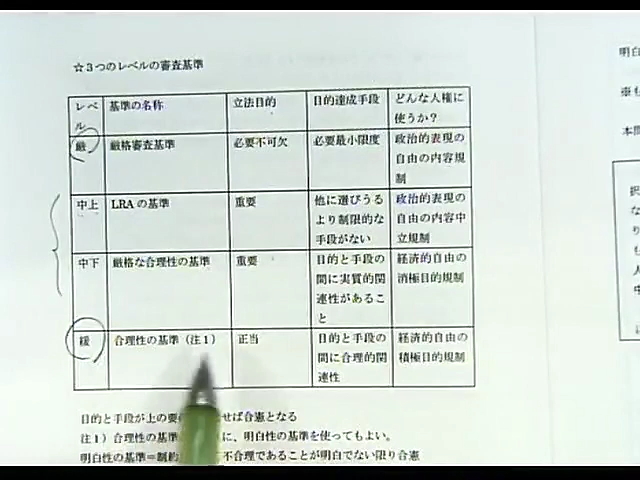 ☆3つのレベルの審査基準
レベル 基準の名称 立法目的 目的達成手段 どんな人権に使うか?
厳 厳格審査基準 必要不可欠 必要最小限度 政治的表現の自由の内容規制
中上 LRAの基準 重要 他に選びうるより制限的な手段がない 政治的表現の自由の内容中立規制
中下 厳格な合理性の基準 重要 目的と手段の間に実質的関連性があること 経済的自由の消極目的規制
緩 合理性の基準(注1) 正当 目的と手段の間に合理的関連性 経済的自由の積極目的規制
目的と手段が上の要 せば合憲となる
注1)合理性の基準 に、明白性の基準を使ってもよい。
明白性の基準=制約 不合理であることが明白でない限り合憲
明白
※も
本問
択
な
り
も
人
中
に